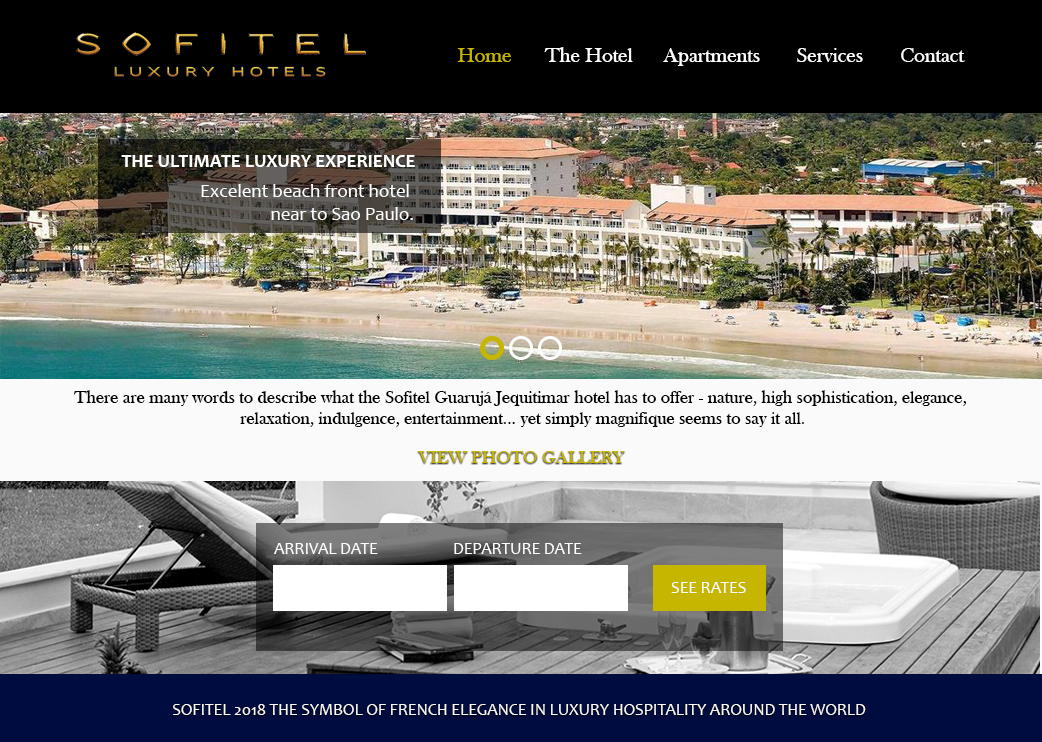 SOFITEL
LUXURY HOTELS
Home
The Hotel
Apartments
Services
Contact
THE ULTIMATE LUXURY EXPERIENCE
Excelent beach front hotel
near to Sao Paulo.
There are many words to describe what the Sofitel Guarujá Jequitimar hotel has to offer - nature, high sophistication, elegance,
relaxation, indulgence, entertainment... yet simply magnifique seems to say it all.
VIEW PHOTO GALLERY
ARRIVAL DATE
DEPARTURE DATE
SEE RATES
SOFITEL 2018 THE SYMBOL OF FRENCH ELEGANCE IN LUXURY HOSPITALITY AROUND THE WORLD